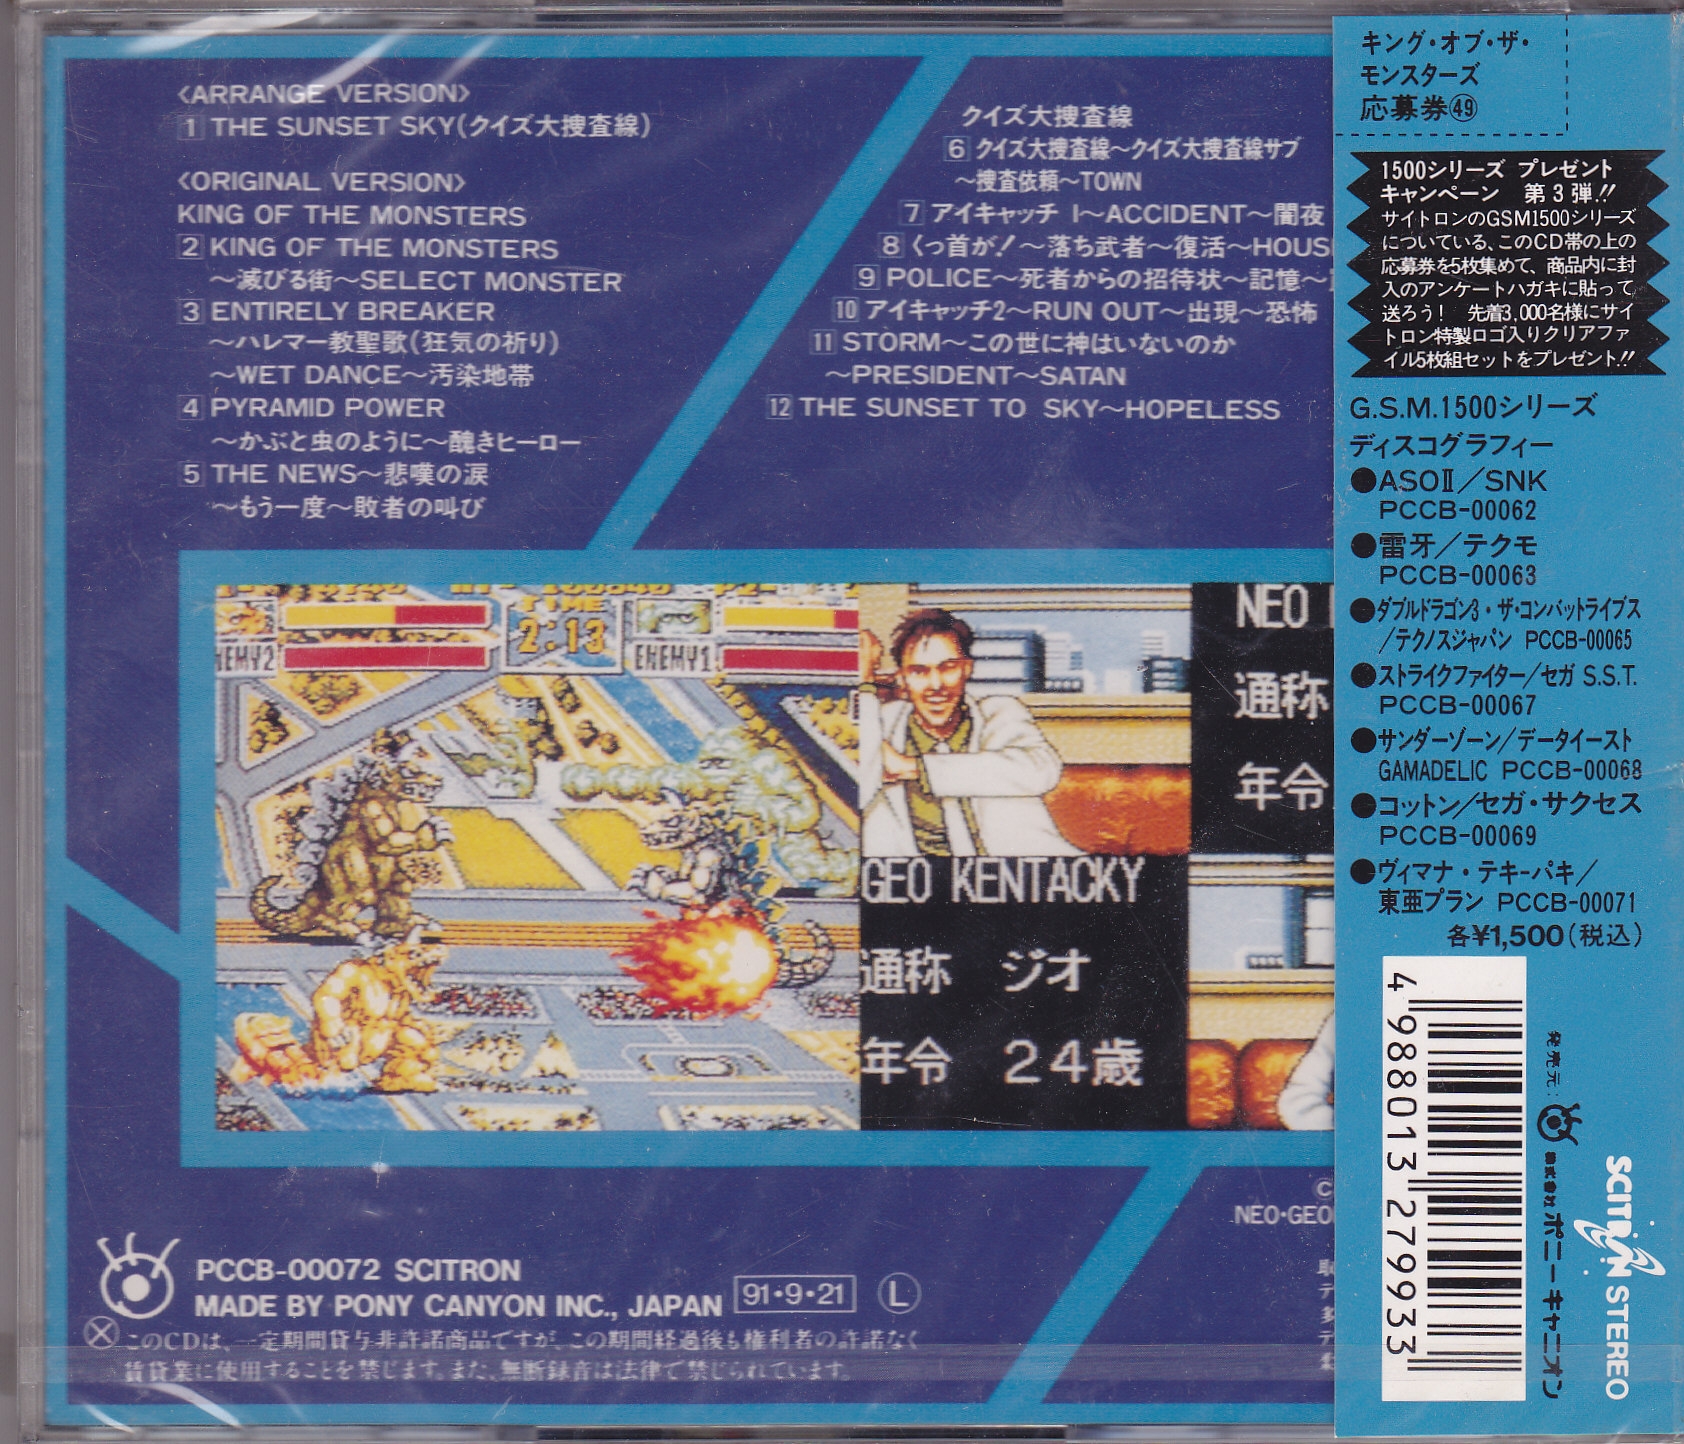 〈ARRANGE VERSION〉
1 THE SUNSET SKY(クイズ大捜査線)
〈ORIGINAL VERSION〉
KING OF THE MONSTERS
2 KING OF THE MONSTERS
〜滅びる街〜SELECT MONSTER
3 ENTIRELY BREAKER
〜ハレマー教聖歌(狂気の祈り)
〜WET DANCE〜汚染地帯
4 PYRAMID POWER
〜かぶと虫のように〜醜きヒーロー
5 THE NEWS〜悲嘆の涙
〜もう一度〜敗者の叫び
クイズ大捜査線
6 クイズ大捜査線〜クイズ大捜査線サブ
〜捜査依頼〜TOWN
7 アイキャッチ I〜ACCIDENT〜闇夜
8 くっ首が!〜落ち武者〜復活〜HOUS
9 POLICE〜死者からの招待状〜記憶〜
10 アイキャッチ2〜RUN OUT〜出現〜恐怖
11 STORM〜この世に神はいないのか
〜PRESIDENT〜SATAN
12 THE SUNSET TO SKY〜HOPELESS
TIME
2:13
ENEMY2
ENEMY1
NEO
通称
年令
GEO KENTACKY
通称 ジオ
年令 24歳
NEO・GEO
PCCB-00072 SCITRON
MADE BY PONY CANYON INC., JAPAN 91・9・21 L
このCDは、一定期間貸与非許諾商品ですが、この期間経過後も権利者の許諾なく
賃貸業に使用することを禁じます。また、無断録音は法律で禁じられています。
キング・オブ・ザ・
モンスターズ
応募券㊾
1500シリーズ プレゼント
キャンペーン 第3弾!!
サイトロンのGSM1500シリーズ
についている、このCD帯の上の
応募券を5枚集めて、商品内に封
入のアンケートハガキに貼って
送ろう! 先着3,000名様にサイ
トロン特製ロゴ入りクリアファ
イル5枚組セットをプレゼント!!
G.S.M.1500シリーズ
ディスコグラフィー
●ASOⅡ／SNK
PCCB-00062
●雷牙／テクモ
PCCB-00063
●ダブルドラゴン3・ザ・コンバットライブス
／テクノスジャパン PCCB-00065
●ストライクファイター／セガ S.S.T.
PCCB-00067
●サンダーゾーン／データイースト
GAMADELIC PCCB-00068
●コットン／セガ・サクセス
PCCB-00069
●ヴィマナ・テキーパキ／
東亜プラン PCCB-00071
各¥1,500(税込)
4 988013 279933
発売元:
株式会社ポニーキャニオン
SCITRON STEREO